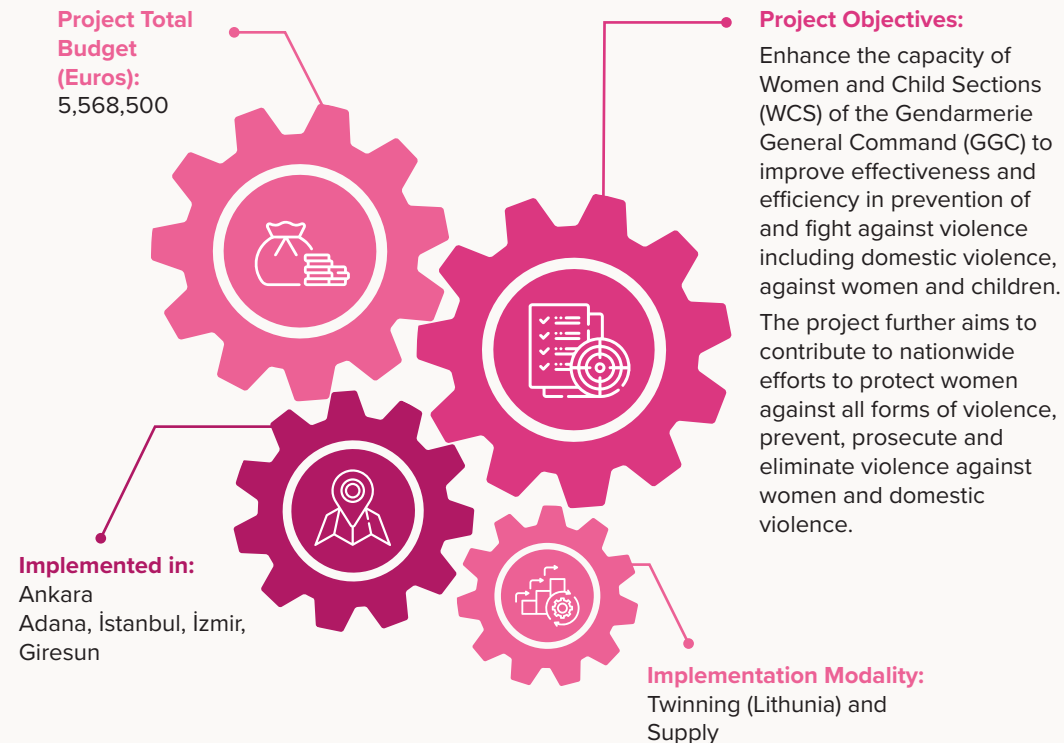 Project Total
Budget
(Euros):
5,568,500
Project Objectives:
Enhance the capacity of
Women and Child Sections
(WCS) of the Gendarmerie
General Command (GGC) to
improve effectiveness and
efficiency in prevention of
and fight against violence
including domestic violence,
against women and children.
The project further aims to
contribute to nationwide
efforts to protect women
against all forms of violence,
prevent, prosecute and
eliminate violence against
women and domestic
violence.
Implemented in:
Ankara
Adana, İstanbul, İzmir,
Giresun
Implementation Modality:
Twinning (Lithunia) and
Supply